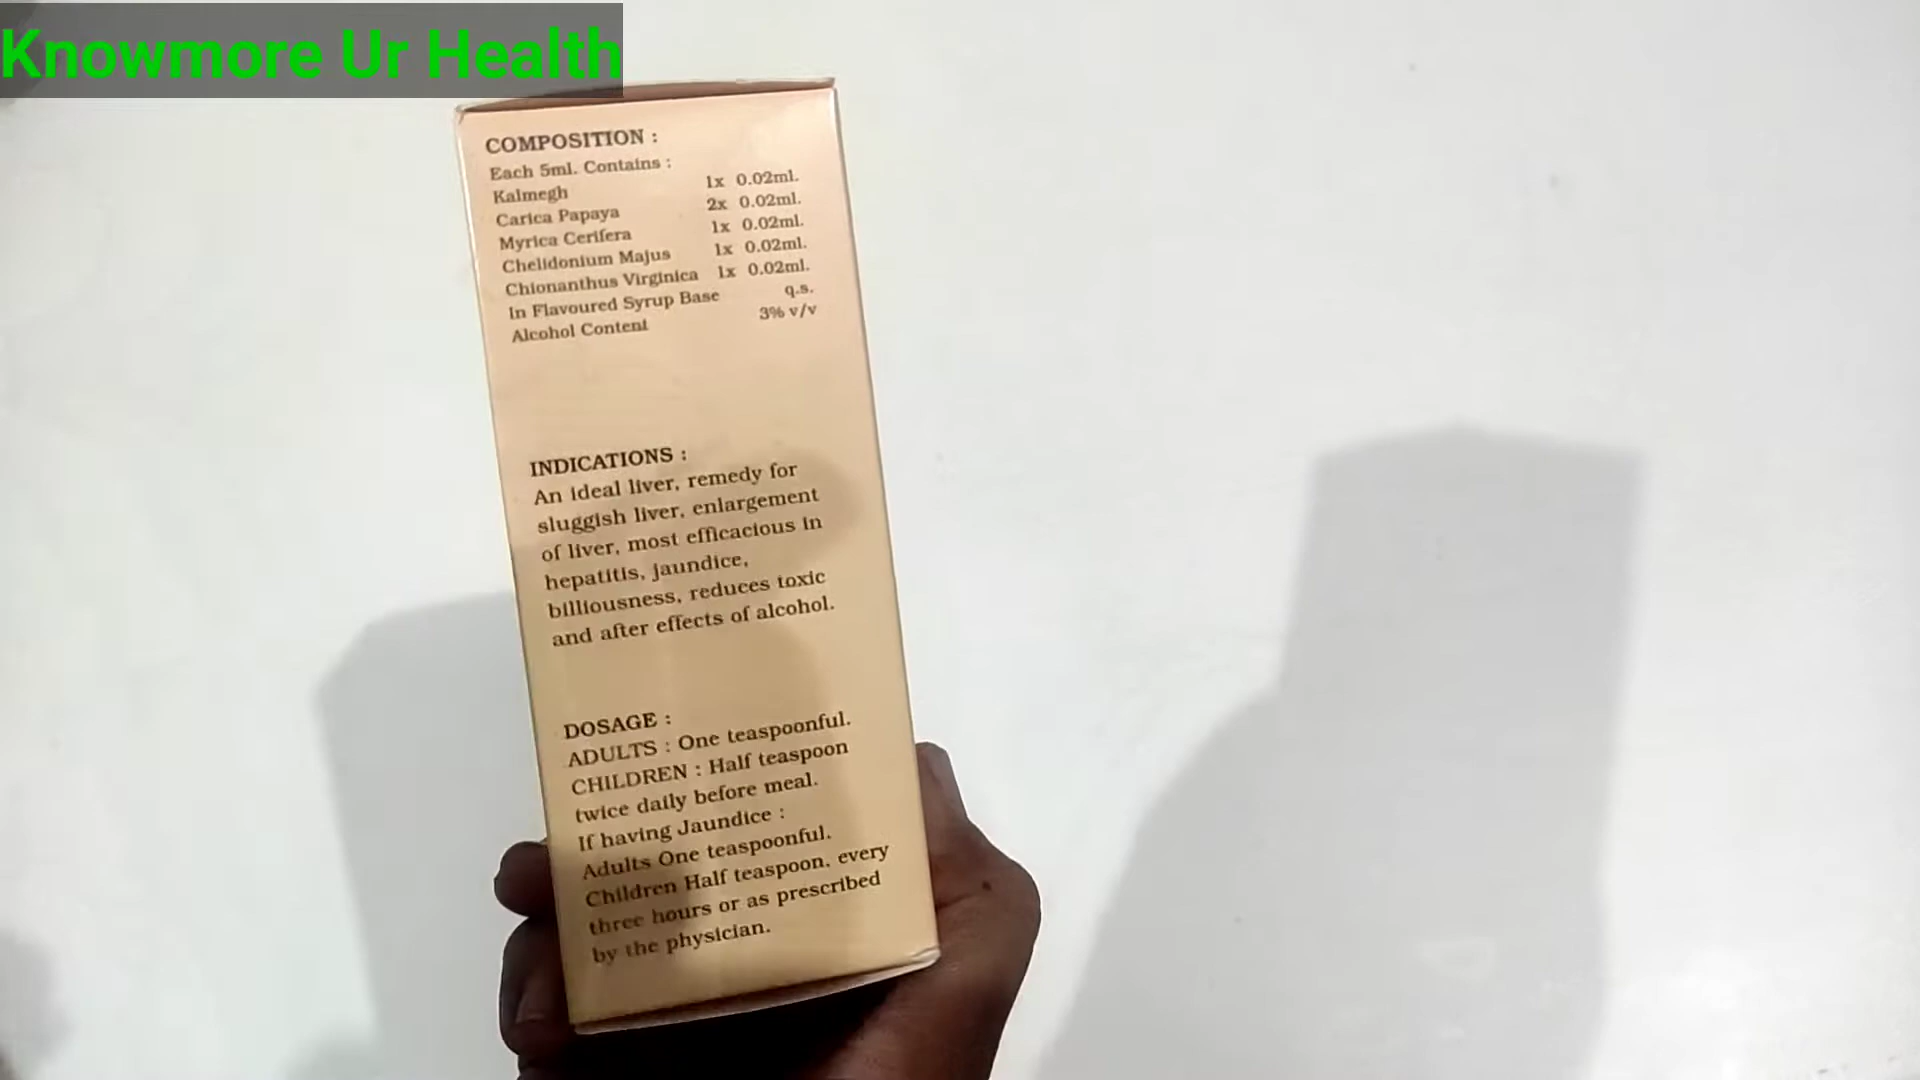 Knowmore Ur Health
COMPOSITION :
Each 5ml. Contains :
Kalmegh 1x 0.02ml.
Carica Papaya 2x 0.02ml.
Myrica Cerifera 1x 0.02ml.
Chelidonium Majus 1x 0.02ml.
Chionanthus Virginica 1x 0.02ml.
In Flavoured Syrup Base q.s.
Alcohol Content 3% v/v
INDICATIONS :
An ideal liver, remedy for
sluggish liver, enlargement
of liver, most efficacious in
hepatitis, jaundice,
billiousness, reduces toxic
and after effects of alcohol.
DOSAGE :
ADULTS : One teaspoonful.
CHILDREN : Half teaspoon
twice daily before meal.
If having Jaundice :
Adults One teaspoonful.
Children Half teaspoon. every
three hours or as prescribed
by the physician.